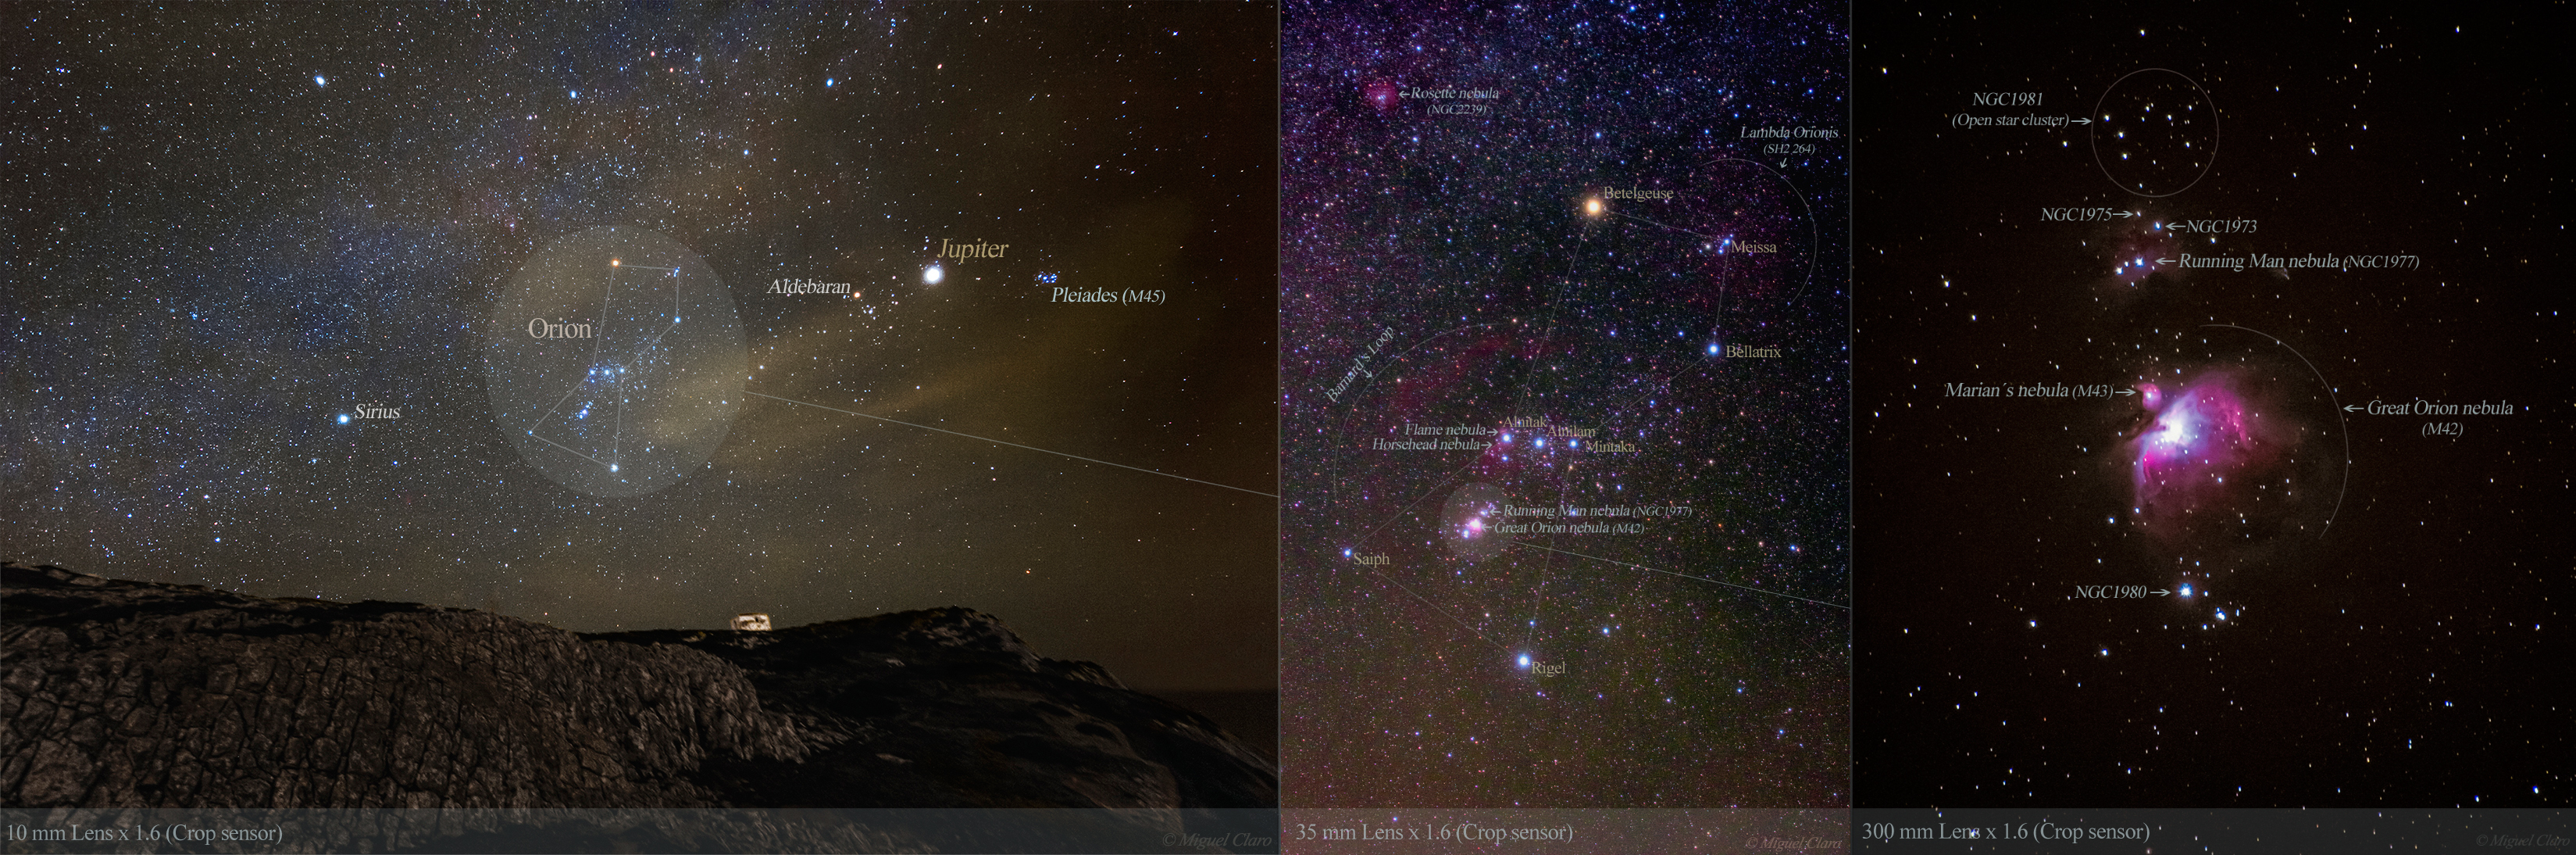 Jupiter
Aldebaran
Pleiades (M45)
Orion
Sirius
10 mm Lens x 1.6 (Crop sensor)
© Miguel Claro
Rosette nebula
(NGC2239)
Lambda Orionis
(SH2 264)
Betelgeuse
Meissa
Barnard's Loop
Bellatrix
Alnitak
Flame nebula
Alnilam
Horsehead nebula
Mintaka
Running Man nebula (NGC1977)
Great Orion nebula (M42)
Saiph
Rigel
35 mm Lens x 1.6 (Crop sensor)
© Miguel Claro
NGC1981
(Open star cluster)
NGC1975
NGC1973
Running Man nebula (NGC1977)
Marian´s nebula (M43)
Great Orion nebula
(M42)
NGC1980
300 mm Lens x 1.6 (Crop sensor)
© Miguel Claro